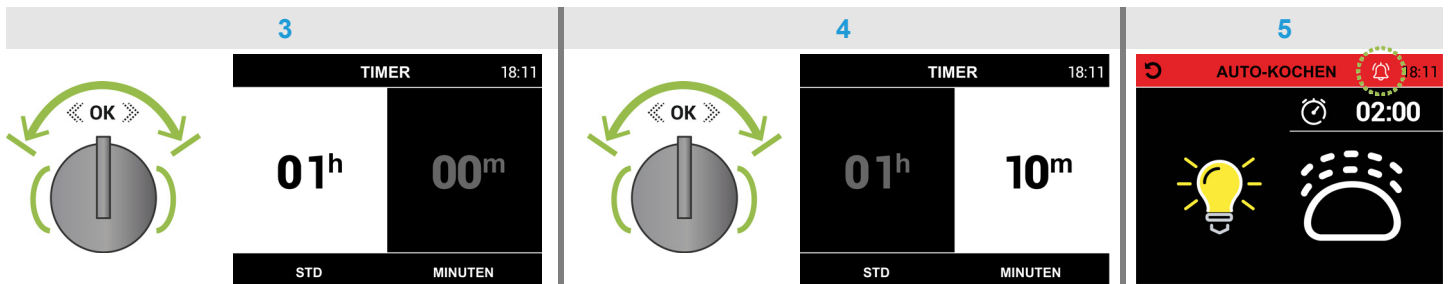 3
OK
TIMER 18:11
01h 00m
STD MINUTEN
4
OK
TIMER 18:11
01h 10m
STD MINUTEN
5
AUTO-KOCHEN 18:11
02:00